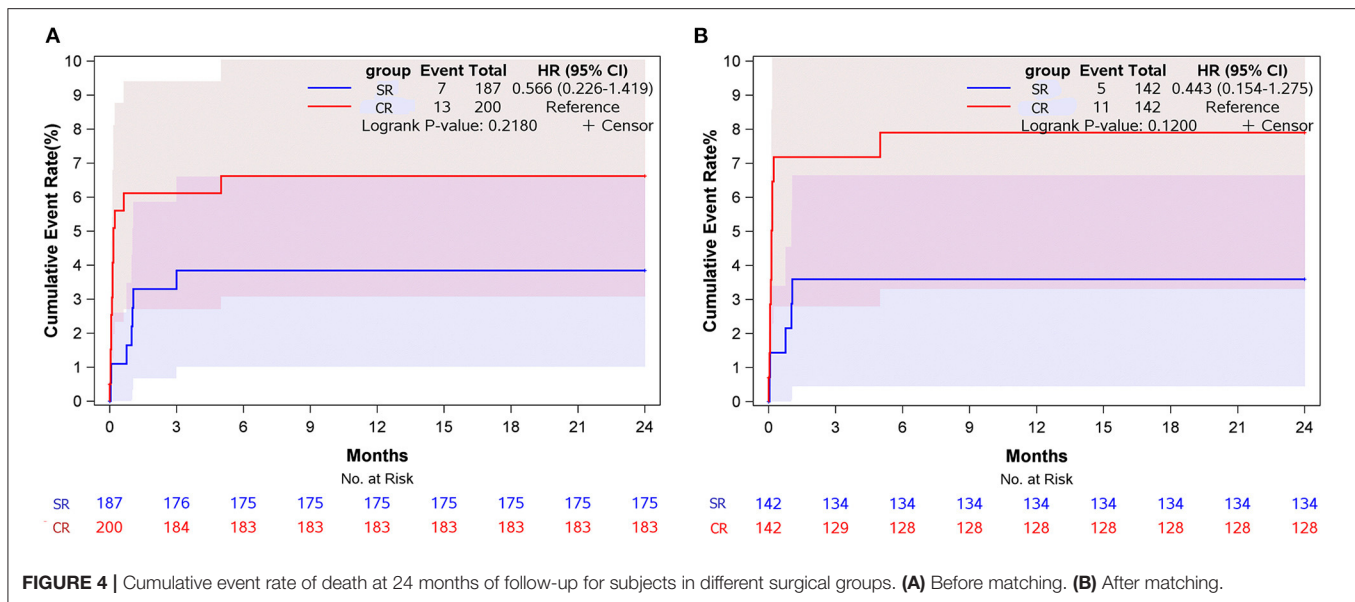 A
Cumulative Event Rate(%)
10
9
8
7
6
5
4
3
2
1
0
group Event Total HR (95% CI)
SR 7 187 0.566 (0.226-1.419)
CR 13 200 Reference
Logrank P-value: 0.2180 + Censor
0 3 6 9 12 15 18 21 24
Months
No. at Risk
SR 187 176 175 175 175 175 175 175 175
CR 200 184 183 183 183 183 183 183 183
B
Cumulative Event Rate%
10
9
8
7
6
5
4
3
2
1
0
group Event Total HR (95% CI)
SR 5 142 0.443 (0.154-1.275)
CR 11 142 Reference
Logrank P-value: 0.1200 + Censor
0 3 6 9 12 15 18 21 24
Months
No. at Risk
SR 142 134 134 134 134 134 134 134 134
CR 142 129 128 128 128 128 128 128 128
FIGURE 4 | Cumulative event rate of death at 24 months of follow-up for subjects in different surgical groups. (A) Before matching. (B) After matching.